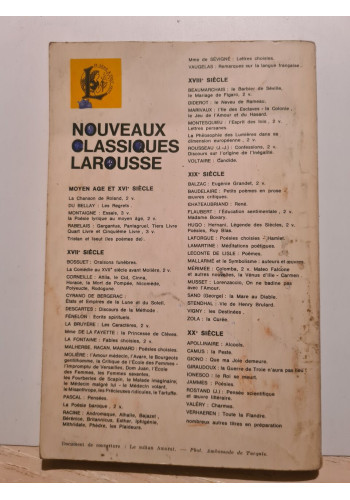 NOUVEAUX
CLASSIQUES
LAROUSSE
MOYEN AGE ET XVIe SIÈCLE
La Chanson de Roland, 2 v.
DU BELLAY : Les Regrets.
MONTAIGNE : Essais, 3 v.
la Poésie lyrique au moyen âge, 2 v.
RABELAIS : Gargantua, Pantagruel, Tiers Livre
Quart Livre et Cinquième Livre, 2 v.
Tristan et Iseut (les poèmes de).
XVIIe SIÈCLE
BOSSUET : Oraisons funèbres.
La Comédie au XVIIe siècle avant Molière, 2 v.
CORNEILLE : Attila, le Cid, Cinna,
Horace, la Mort de Pompée, Nicomède,
Polyeucte, Rodogune.
CYRANO DE BERGERAC :
États et Empires de la Lune et du Soleil.
DESCARTES : Discours de la Méthode.
FÉNELON : Écrits spirituels.
LA BRUYÈRE : Les Caractères, 2 v.
Mme DE LA FAYETTE : la Princesse de Clèves.
LA FONTAINE : Fables choisies, 2 v.
MALHERBE, RACAN, MAINARD : Poésies choisies.
MOLIÈRE : l'Amour médecin, l'Avare, le Bourgeois
gentilhomme, la Critique de l'École des Femmes -
l'Impromptu de Versailles, Dom Juan, l'École
des Femmes, les Femmes savantes,
les Fourberies de Scapin, le Malade imaginaire,
le Médecin malgré lui - le Médecin volant,
le Misanthrope, les Précieuses ridicules, le Tartuffe.
PASCAL : Pensées.
La Poésie baroque, 2 v.
RACINE : Andromaque, Athalie, Bajazet,
Bérénice, Britannicus, Esther, Iphigénie,
Mithridate, Phèdre, les Plaideurs.
Mme DE SÉVIGNÉ : Lettres choisies.
VAUGELAS : Remarques sur la langue française.
XVIIIe SIÈCLE
BEAUMARCHAIS : le Barbier de Séville,
le Mariage de Figaro, 2 v.
DIDEROT : le Neveu de Rameau.
MARIVAUX : l'Ile des Esclaves - la Colonie,
le Jeu de l'Amour et du Hasard.
MONTESQUIEU : l'Esprit des lois, 2 v.
Lettres persanes.
La Philosophie des Lumières dans sa
dimension européenne, 2 v.
ROUSSEAU (J.-J.) : Confessions, 2 v.
Discours sur l'origine de l'inégalité.
VOLTAIRE : Candide.
XIXe SIÈCLE
BALZAC : Eugénie Grandet, 2 v.
BAUDELAIRE : Petits poèmes en prose
œuvres critiques.
CHATEAUBRIAND : René.
FLAUBERT : l'Éducation sentimentale, 2 v.
Madame Bovary.
HUGO : Hernani, Légende des Siècles, 2 v.
Poésies, Ruy Blas.
LAFORGUE : Poésies choisies - Hamlet.
LAMARTINE : Méditations poétiques.
LECONTE DE LISLE : Poèmes.
MALLARMÉ et le Symbolisme : auteurs et œuvres.
MÉRIMÉE : Colomba, 2 v. Mateo Falcone
et autres nouvelles, la Vénus d'Ille - Carmen.
MUSSET : Lorenzaccio, On ne badine pas
avec l'Amour.
SAND (George) : la Mare au Diable.
STENDHAL : Vie de Henry Brulard.
VIGNY : les Destinées.
ZOLA : la Curée.
XXe SIÈCLE
APOLLINAIRE : Alcools.
CAMUS : la Peste.
GIONO : Que ma joie demeure.
GIRAUDOUX : la Guerre de Troie n'aura pas lieu.
IONESCO : le Roi se meurt.
JAMMES : Poésies.
ROSTAND (J.) : Pensée scientifique
et œuvre littéraire.
VALÉRY : Charmes.
VERHAEREN : Toute la Flandre.
nombreux autres titres en préparation
Document de couverture : Le sultan Amurat. — Phot. Ambassade de Turquie.